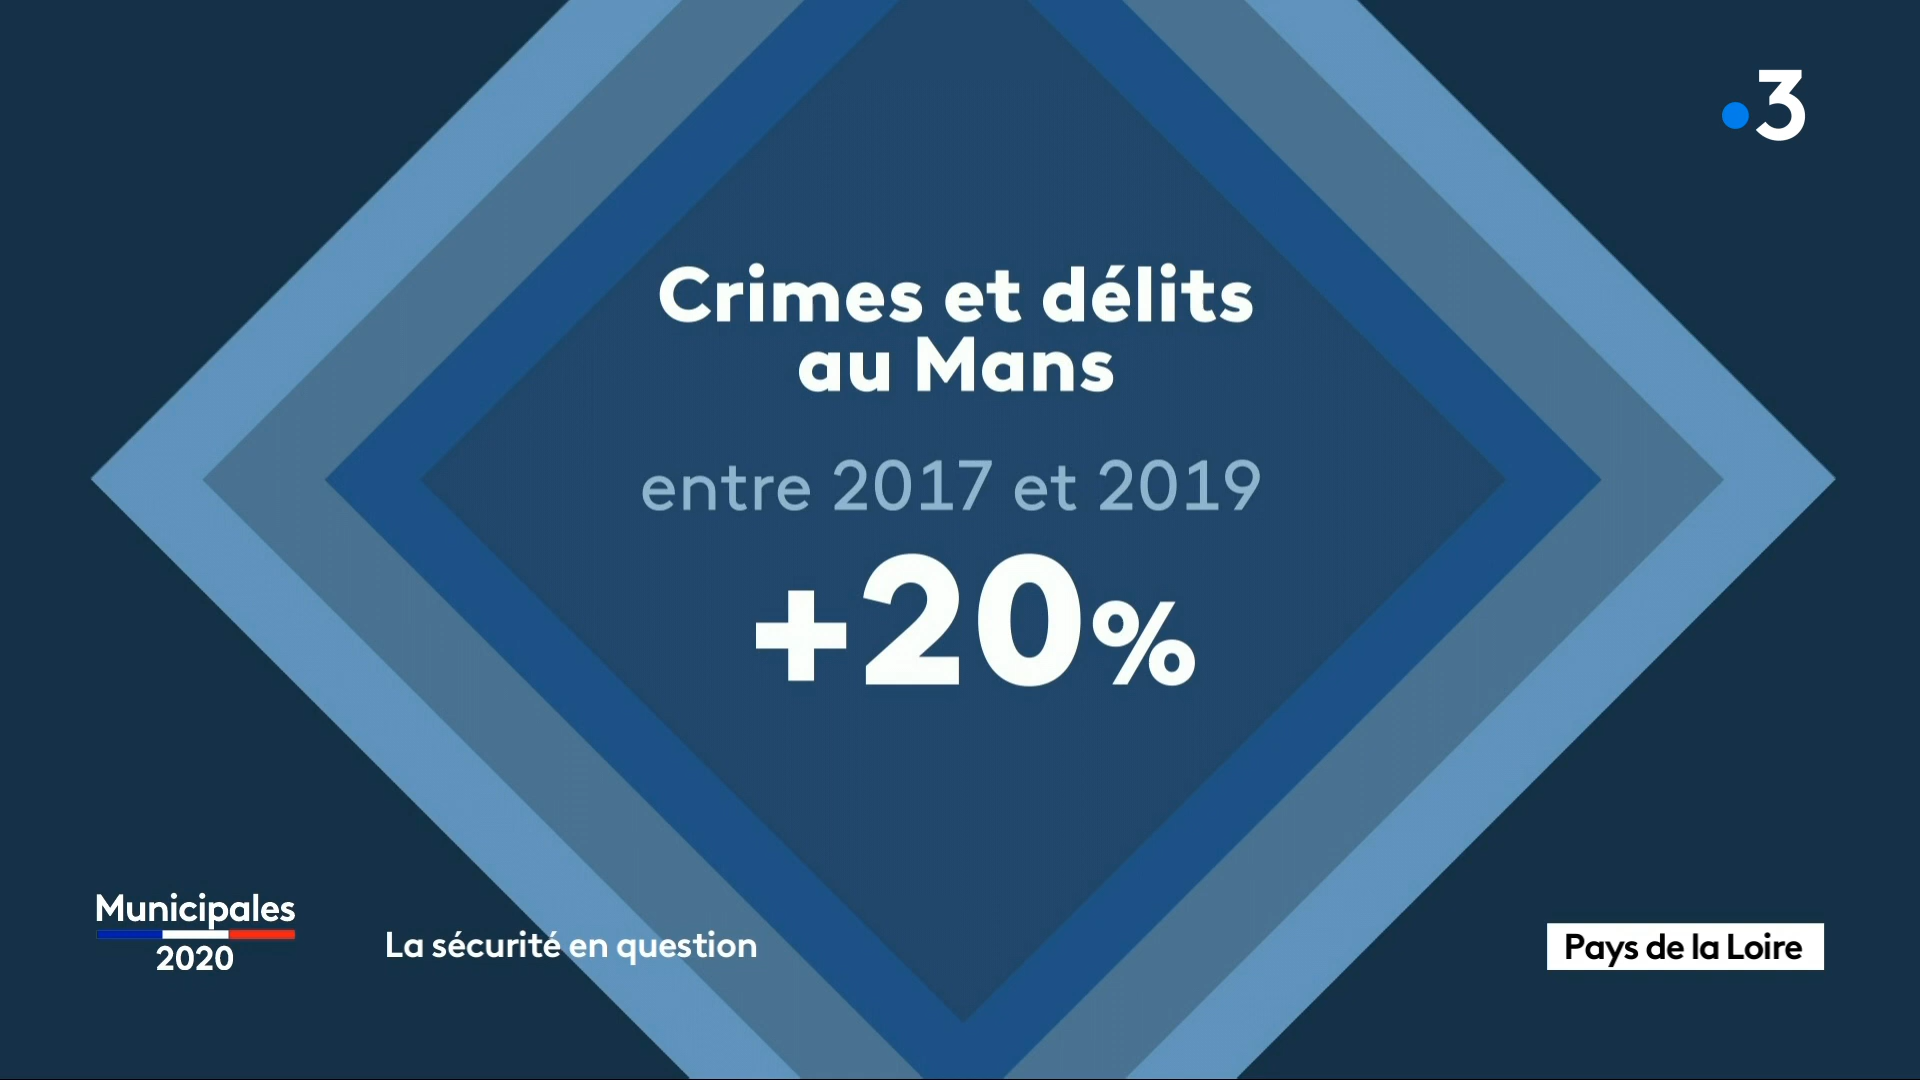 3
Crimes et délits
au Mans
entre 2017 et 2019
+20%
Municipales
2020
La sécurité en question
Pays de la Loire